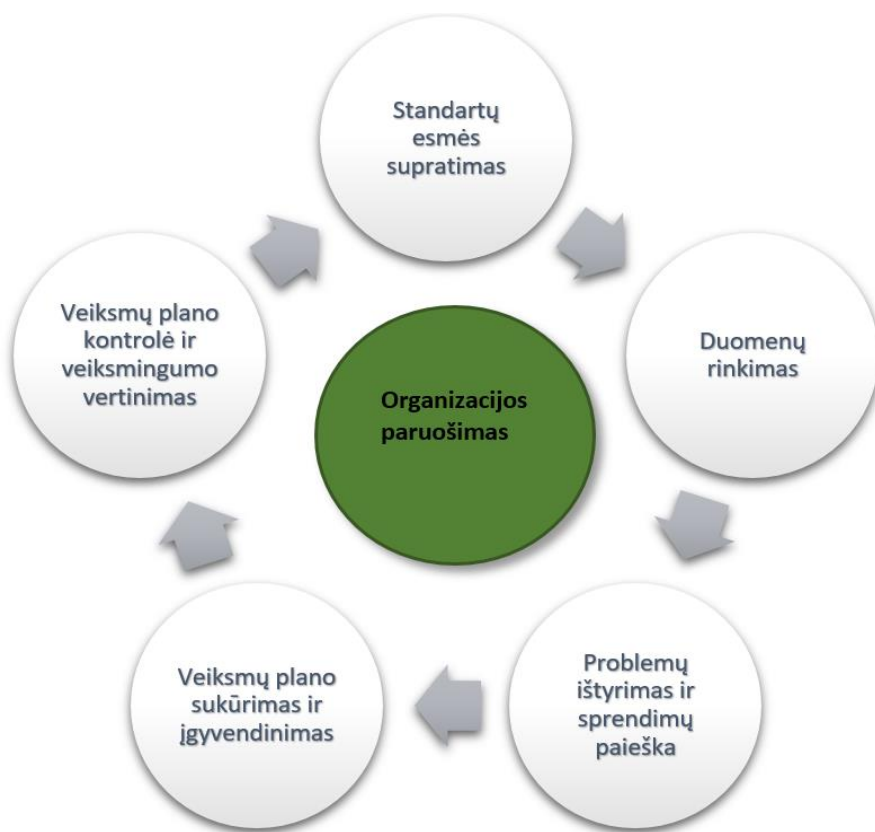 Standartų
esmės
supratimas
Duomenų
rinkimas
Problemų
ištyrimas ir
sprendimų
paieška
Veiksmų plano
sukūrimas ir
įgyvendinimas
Veiksmų plano
kontrolė ir
veiksmingumo
vertinimas
Organizacijos
paruošimas